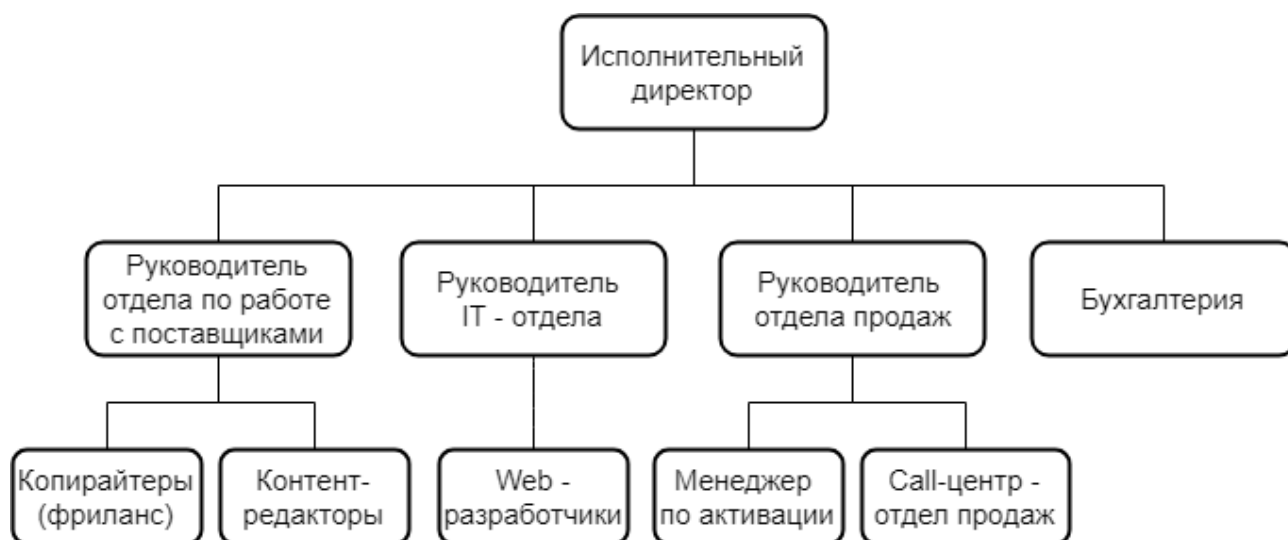 Исполнительный
директор
Руководитель
отдела по работе
с поставщиками
Руководитель
IT - отдела
Руководитель
отдела продаж
Бухгалтерия
Копирайтеры
(фриланс)
Контент-
редакторы
Web -
разработчики
Менеджер
по активации
Call-центр -
отдел продаж